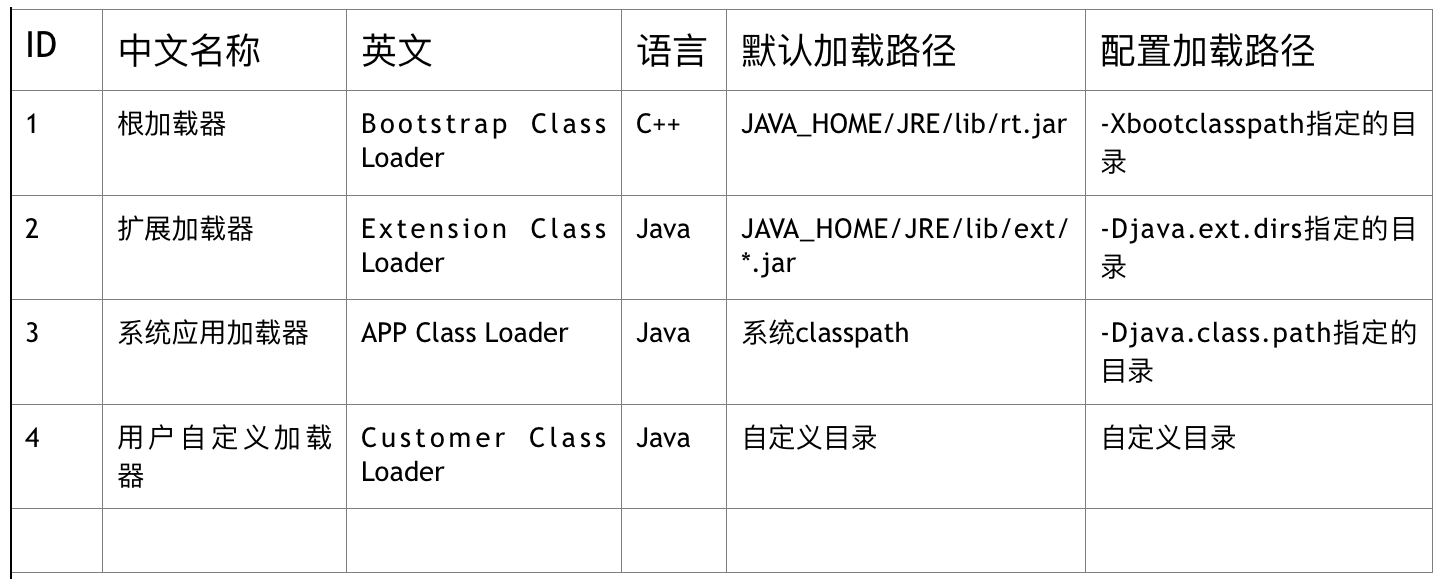 ID 中文名称 英文 语言 默认加载路径 配置加载路径
1 根加载器 Bootstrap Class C++ JAVA_HOME/JRE/lib/rt.jar -Xbootclasspath指定的目
Loader 录
2 扩展加载器 Extension Class Java JAVA_HOME/JRE/lib/ext/ -Djava.ext.dirs指定的目
Loader *.jar 录
3 系统应用加载器 APP Class Loader Java 系统classpath -Djava.class.path指定的
目录
4 用户自定义加载 Customer Class Java 自定义目录 自定义目录
器 Loader